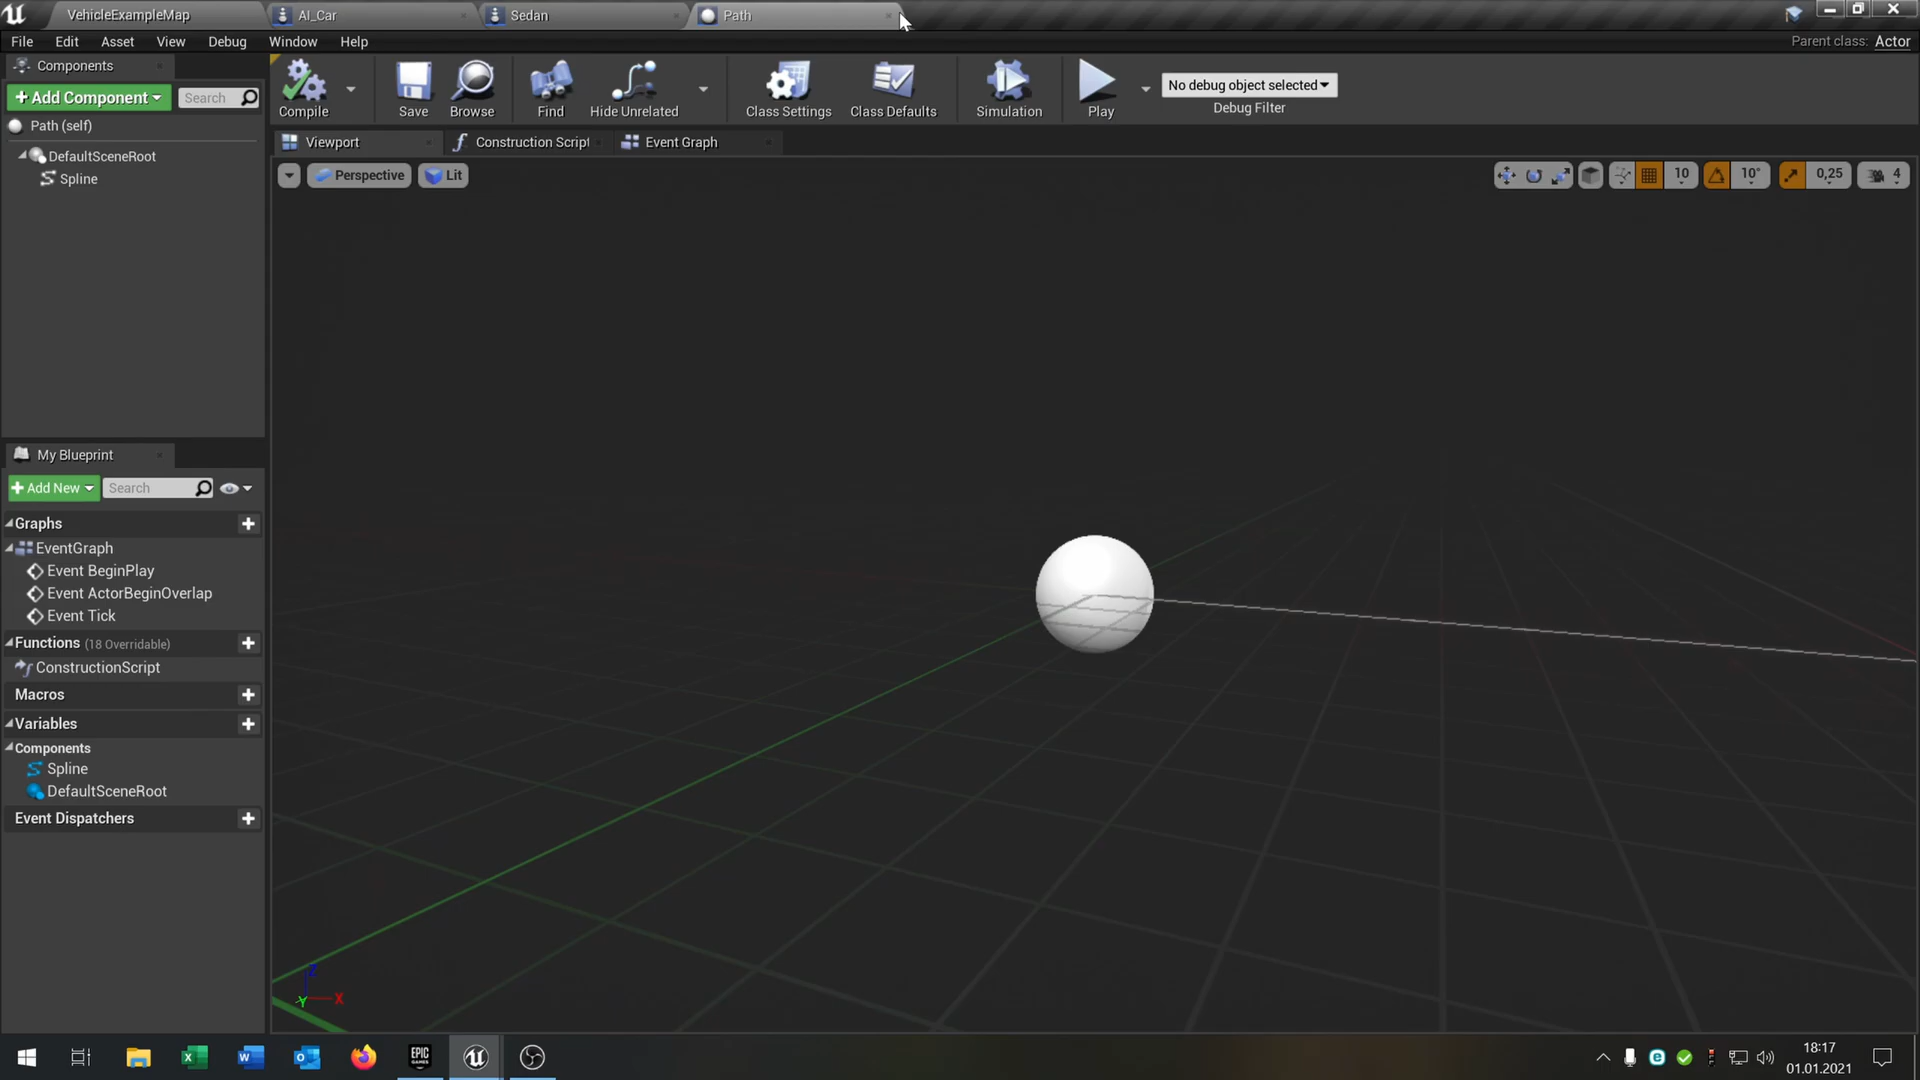 VehicleExampleMap
AI_Car
Sedan
Path
File Edit Asset View Debug Window Help
Parent class: Actor
Components
+ Add Component
Search
Path (self)
DefaultSceneRoot
Spline
Compile
Save
Browse
Find
Hide Unrelated
Class Settings
Class Defaults
Simulation
Play
No debug object selected
Debug Filter
Viewport
Construction Script
Event Graph
Perspective
Lit
10
10°
0,25
4
My Blueprint
+ Add New
Search
Graphs
EventGraph
Event BeginPlay
Event ActorBeginOverlap
Event Tick
Functions (18 Overridable)
ConstructionScript
Macros
Variables
Components
Spline
DefaultSceneRoot
Event Dispatchers
Z
Y
X
EPIC
GAMES
18:17
01.01.2021